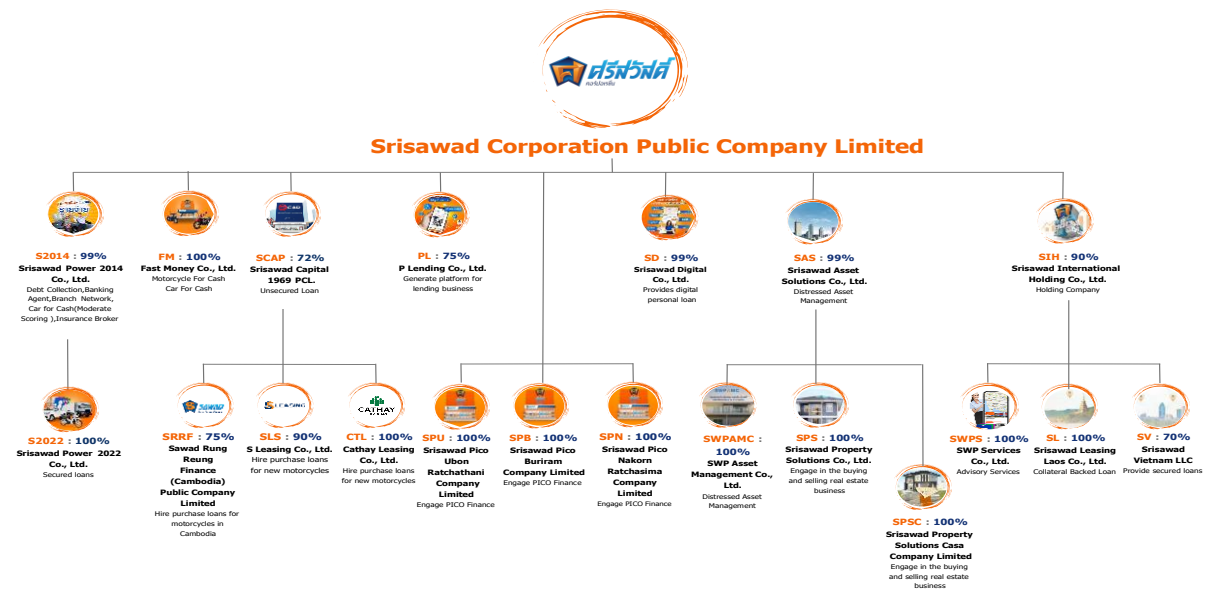 ศรีสวัสดิ์
คอร์ปอเรชั่น
Srisawad Corporation Public Company Limited
S2014 : 99%
Srisawad Power 2014
Co., Ltd.
Debt Collection,Banking
Agent,Branch Network,
Car for Cash(Moderate
Scoring ),Insurance Broker
FM : 100%
Fast Money Co., Ltd.
Motorcycle For Cash
Car For Cash
SCAP : 72%
Srisawad Capital
1969 PCL.
Unsecured Loan
PL : 75%
P Lending Co., Ltd.
Generate platform for
lending business
SD : 99%
Srisawad Digital
Co., Ltd.
Provides digital
personal loan
SAS : 99%
Srisawad Asset
Solutions Co., Ltd.
Distressed Asset
Management
SIH : 90%
Srisawad International
Holding Co., Ltd.
Holding Company
S2022 : 100%
Srisawad Power 2022
Co., Ltd.
Secured loans
SAWAD
SRRF : 75%
Sawad Rung
Reung
Finance
(Cambodia)
Public Company
Limited
Hire purchase loans for
motorcycles in
Cambodia
S LEASING
SLS : 90%
S Leasing Co., Ltd.
Hire purchase loans
for new motorcycles
CATHAY
CTL : 100%
Cathay Leasing
Co., Ltd.
Hire purchase loans
for new motorcycles
SPU : 100%
Srisawad Pico
Ubon
Ratchathani
Company
Limited
Engage PICO Finance
SPB : 100%
Srisawad Pico
Buriram
Company Limited
Engage PICO Finance
SPN : 100%
Srisawad Pico
Nakorn
Ratchasima
Company
Limited
Engage PICO Finance
SWPAMC :
100%
SWP Asset
Management Co.,
Ltd.
Distressed Asset
Management
SPS : 100%
Srisawad Property
Solutions Co., Ltd.
Engage in the buying
and selling real estate
business
SPSC : 100%
Srisawad Property
Solutions Casa
Company Limited
Engage in the buying
and selling real estate
business
SWPS : 100%
SWP Services
Co., Ltd.
Advisory Services
SL : 100%
Srisawad Leasing
Laos Co., Ltd.
Collateral Backed Loan
SV : 70%
Srisawad
Vietnam LLC
Provide secured loans